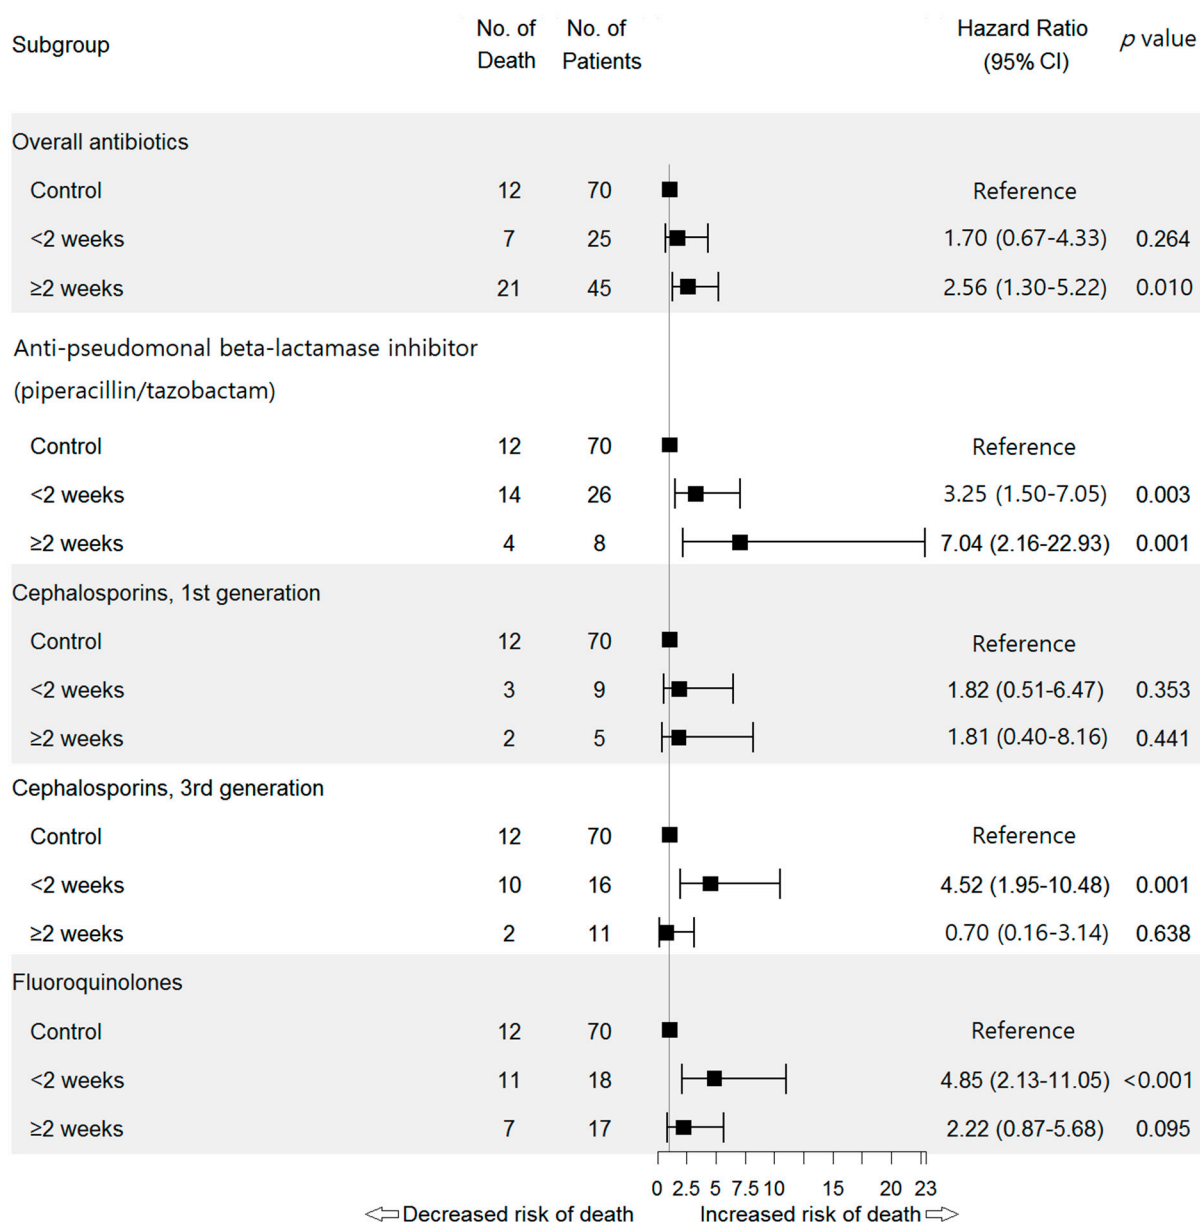 Subgroup No. of Death No. of Patients Hazard Ratio (95% CI) p value
Overall antibiotics
Control 12 70 Reference
<2 weeks 7 25 1.70 (0.67-4.33) 0.264
≥2 weeks 21 45 2.56 (1.30-5.22) 0.010
Anti-pseudomonal beta-lactamase inhibitor
(piperacillin/tazobactam)
Control 12 70 Reference
<2 weeks 14 26 3.25 (1.50-7.05) 0.003
≥2 weeks 4 8 7.04 (2.16-22.93) 0.001
Cephalosporins, 1st generation
Control 12 70 Reference
<2 weeks 3 9 1.82 (0.51-6.47) 0.353
≥2 weeks 2 5 1.81 (0.40-8.16) 0.441
Cephalosporins, 3rd generation
Control 12 70 Reference
<2 weeks 10 16 4.52 (1.95-10.48) 0.001
≥2 weeks 2 11 0.70 (0.16-3.14) 0.638
Fluoroquinolones
Control 12 70 Reference
<2 weeks 11 18 4.85 (2.13-11.05) <0.001
≥2 weeks 7 17 2.22 (0.87-5.68) 0.095
0 2.5 5 7.5 10 15 20 23
Decreased risk of death Increased risk of death